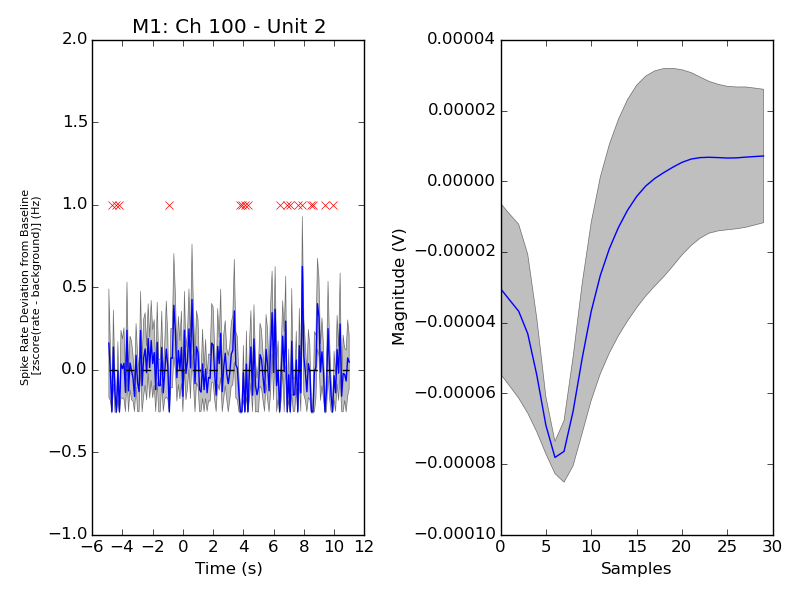 M1: Ch 100 - Unit 2
2.0
1.5
1.0
0.5
0.0
−0.5
−1.0
−6 −4 −2 0 2 4 6 8 10 12
Time (s)
Spike Rate Deviation from Baseline
[zscore(rate - background)] (Hz)
0.00004
0.00002
0.00000
−0.00002
−0.00004
−0.00006
−0.00008
−0.00010
0 5 10 15 20 25 30
Samples
Magnitude (V)